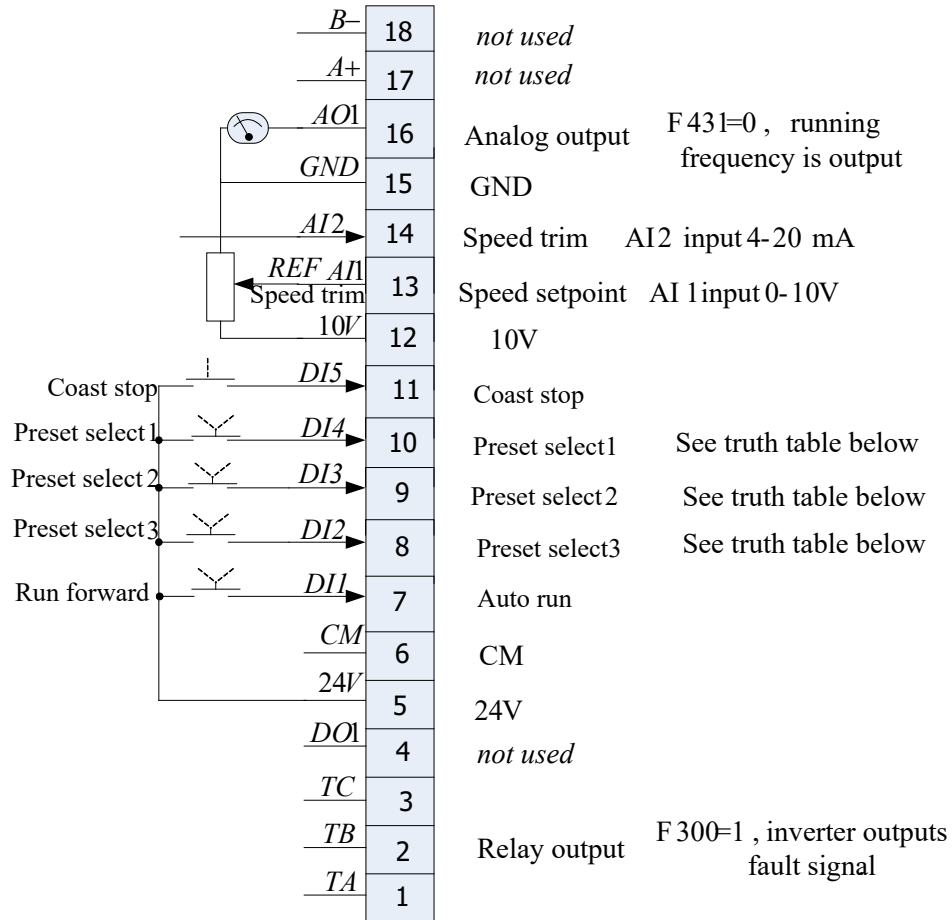 B– 18 not used
A+ 17 not used
AO1 16 Analog output F431=0 , running
frequency is output
GND 15 GND
AI2 14 Speed trim AI2 input 4-20 mA
REF AI1 13 Speed setpoint AI 1input 0-10V
Speed trim
10V 12 10V
Coast stop DI5 11 Coast stop
Preset select1 DI4 10 Preset select1 See truth table below
Preset select2 DI3 9 Preset select2 See truth table below
Preset select3 DI2 8 Preset select3 See truth table below
Run forward DI1 7 Auto run
CM 6 CM
24V 5 24V
DO1 4 not used
TC 3
TB 2 Relay output F300=1 , inverter outputs
fault signal
TA 1